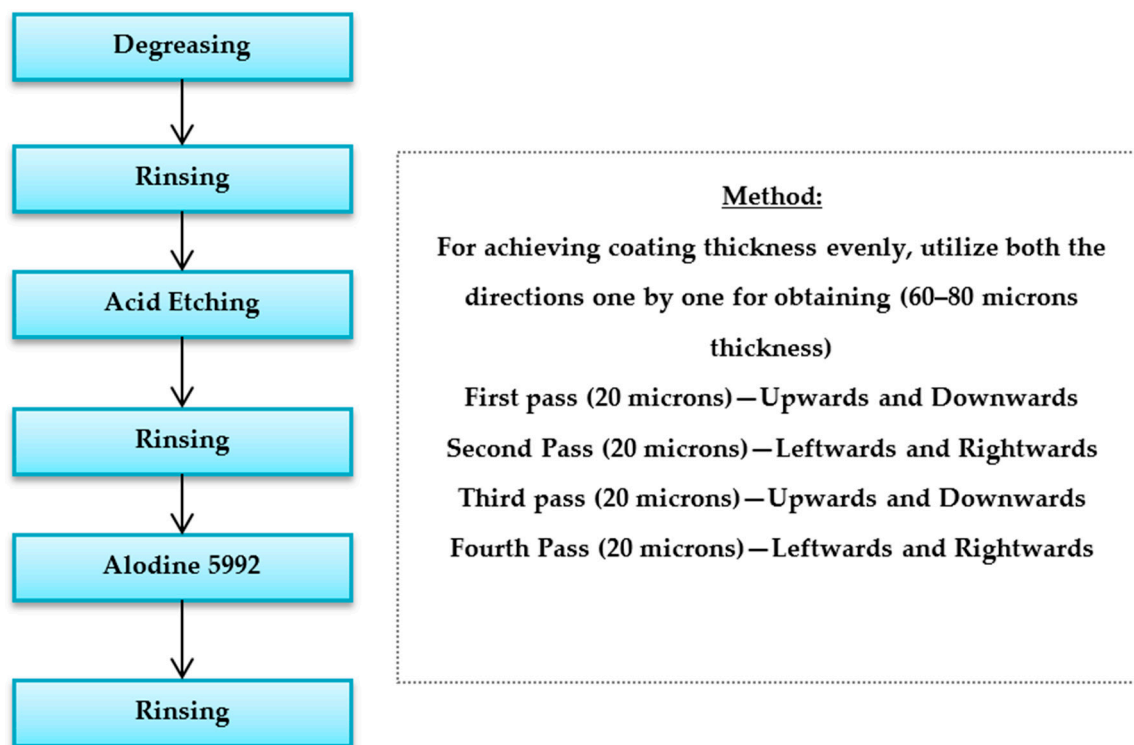 Degreasing
Rinsing
Acid Etching
Rinsing
Alodine 5992
Rinsing
Method:
For achieving coating thickness evenly, utilize both the
directions one by one for obtaining (60–80 microns
thickness)
First pass (20 microns)—Upwards and Downwards
Second Pass (20 microns)—Leftwards and Rightwards
Third pass (20 microns)—Upwards and Downwards
Fourth Pass (20 microns)—Leftwards and Rightwards